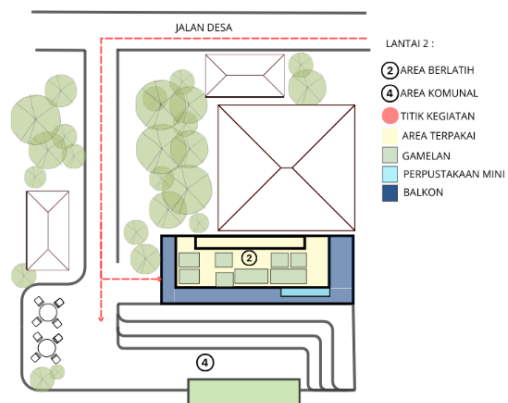 JALAN DESA
LANTAI 2 :
2 AREA BERLATIH
4 AREA KOMUNAL
TITIK KEGIATAN
AREA TERPAKAI
GAMELAN
PERPUSTAKAAN MINI
BALKON
2
4